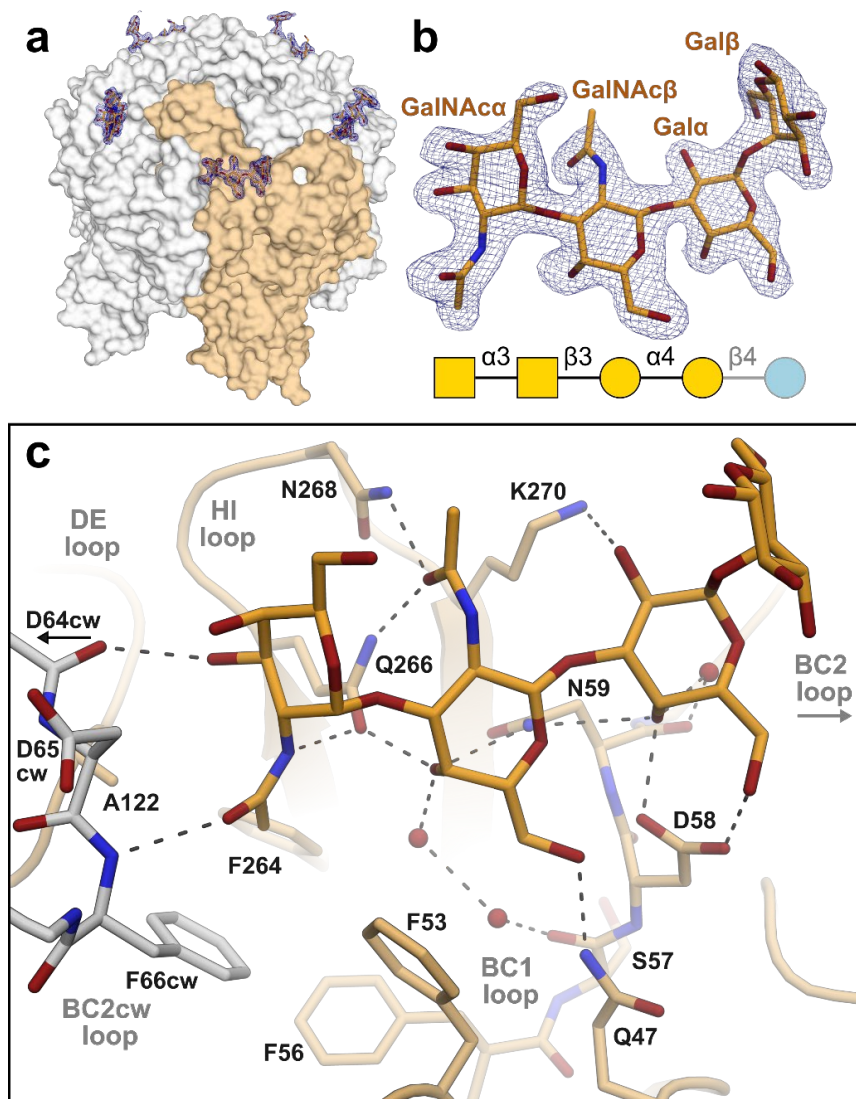 a
b
Galβ
GalNAcα
GalNAcβ
Galα
α3
β3
α4
β4
c
N268
K270
DE
loop
HI
loop
D64cw
Q266
N59
BC2
loop
D65
cw
A122
D58
F264
F53
BC1
loop
S57
F66cw
BC2cw
loop
F56
Q47